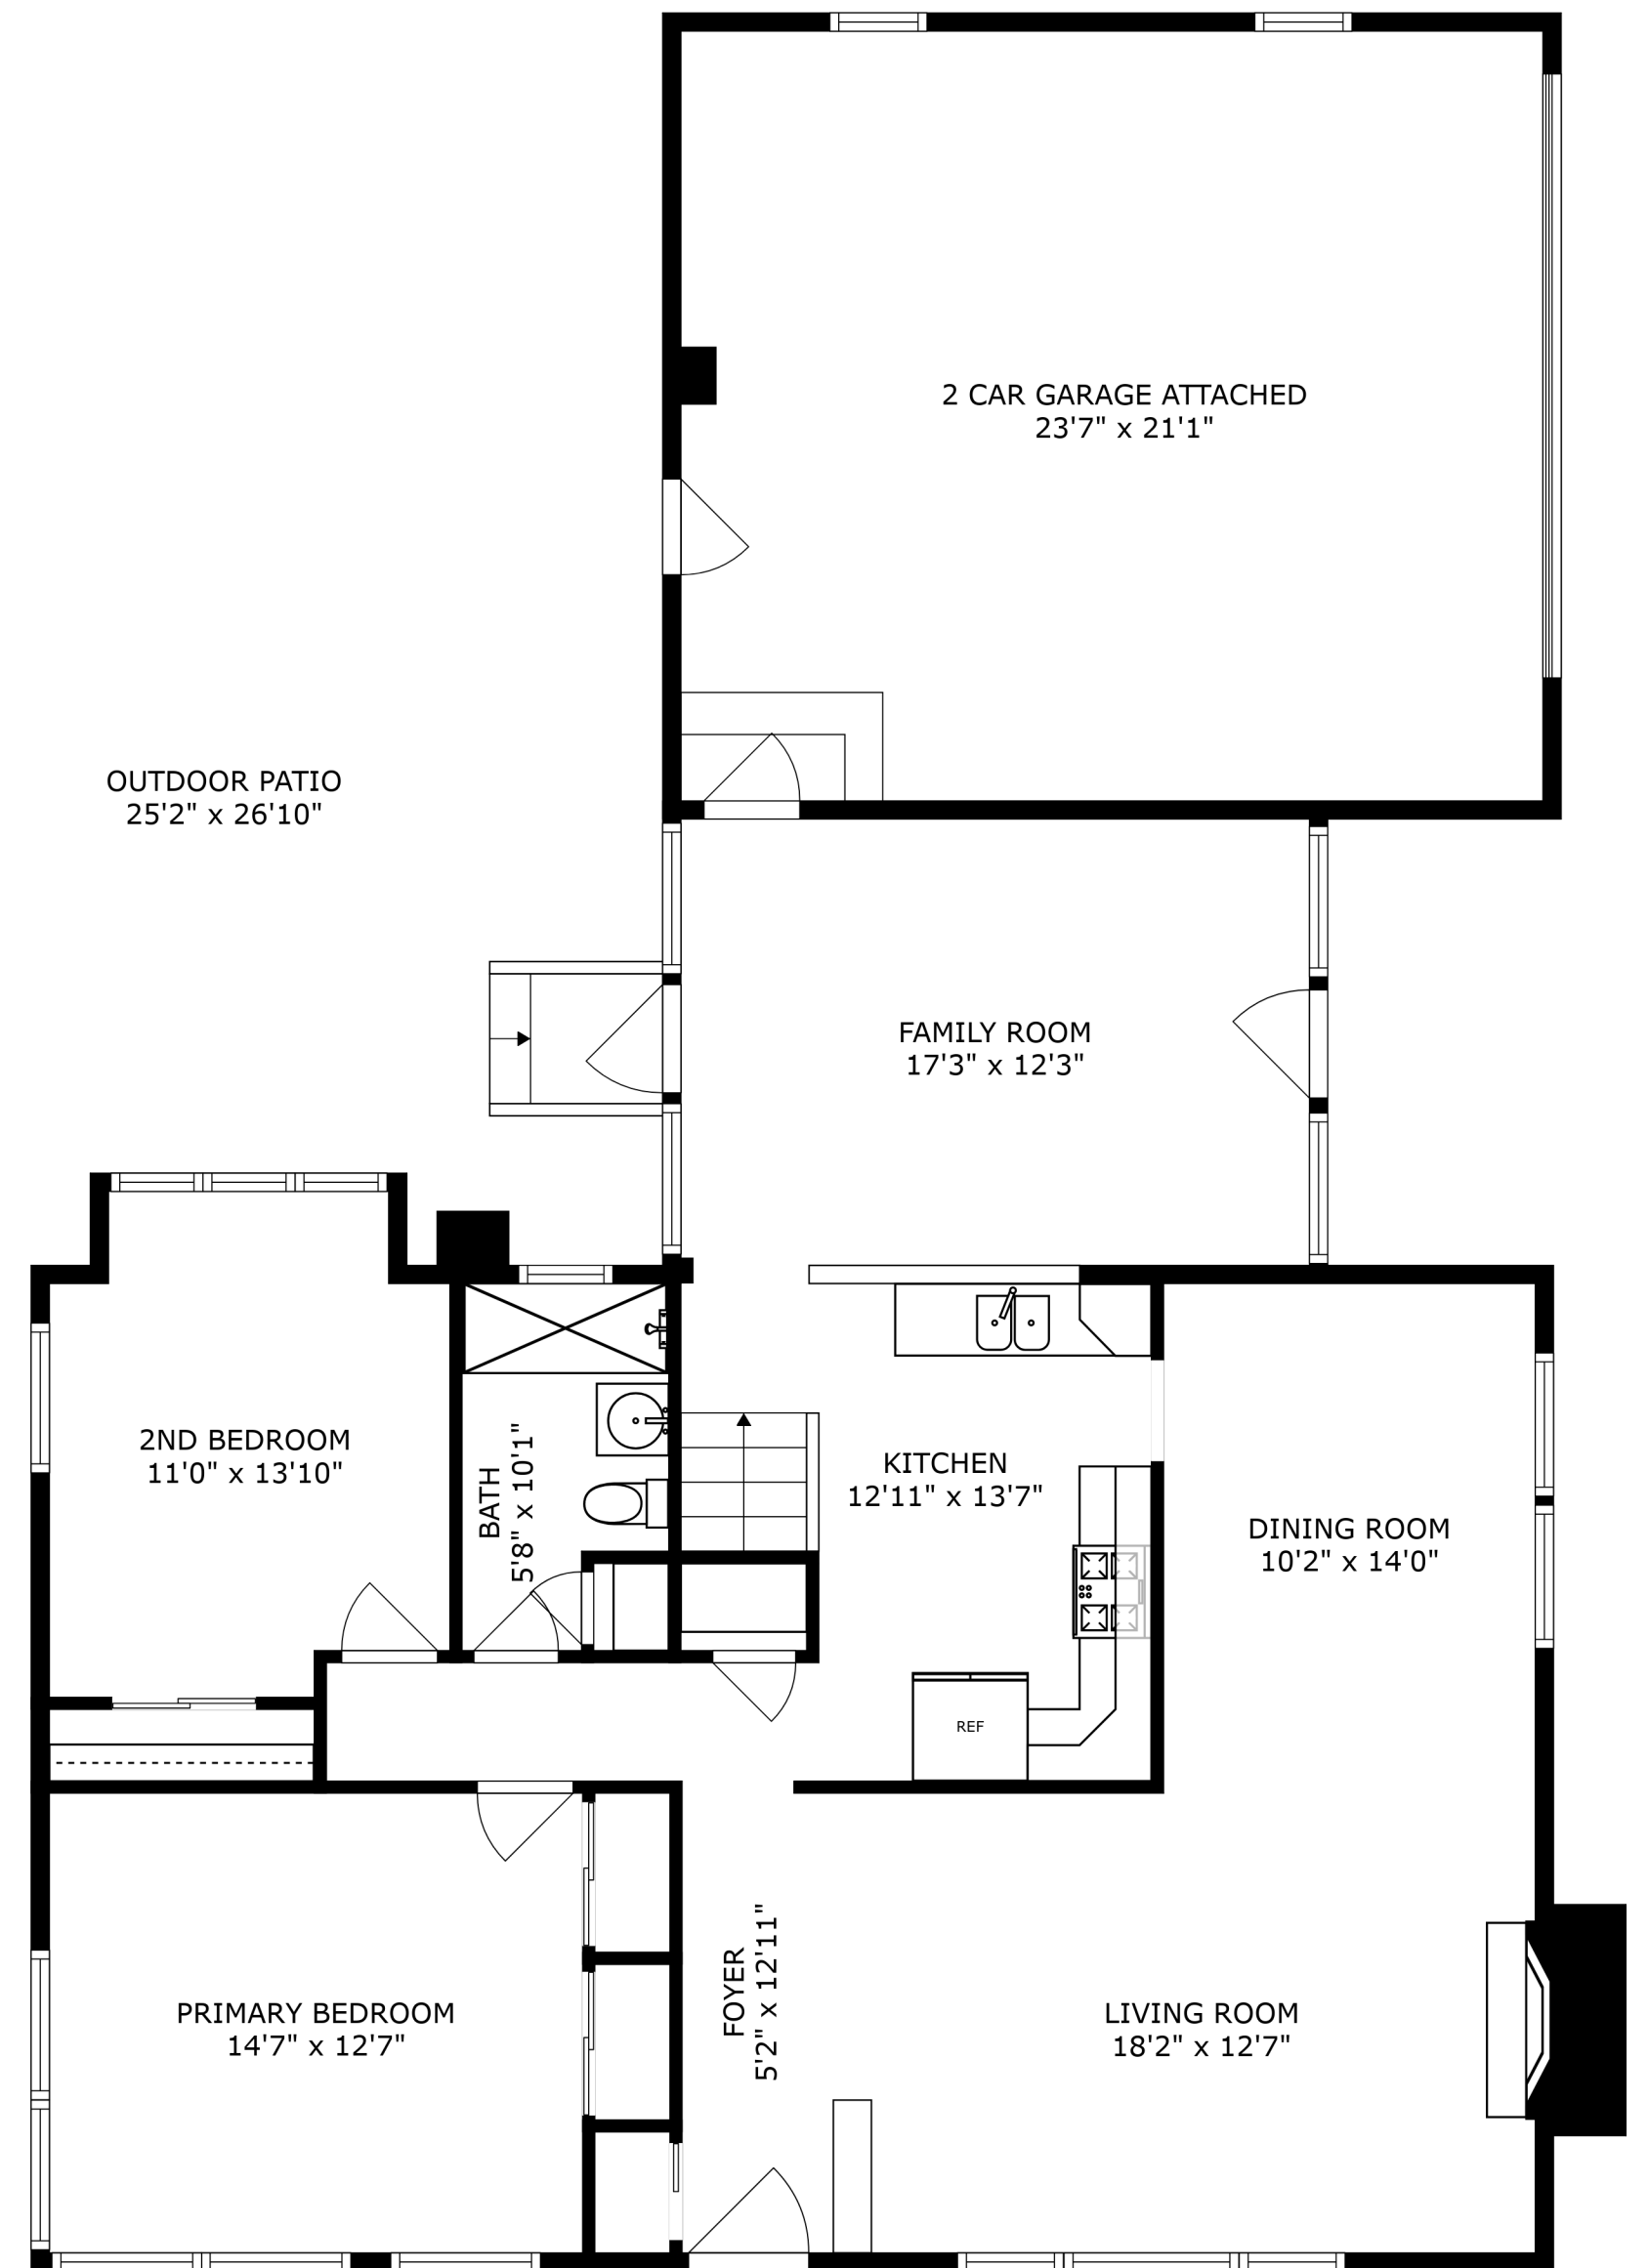 2 CAR GARAGE ATTACHED
23'7" x 21'1"
OUTDOOR PATIO
25'2" x 26'10"
FAMILY ROOM
17'3" x 12'3"
2ND BEDROOM
11'0" x 13'10"
BATH
5'8" x 10'1"
KITCHEN
12'11" x 13'7"
DINING ROOM
10'2" x 14'0"
REF
PRIMARY BEDROOM
14'7" x 12'7"
FOYER
5'2" x 12'11"
LIVING ROOM
18'2" x 12'7"